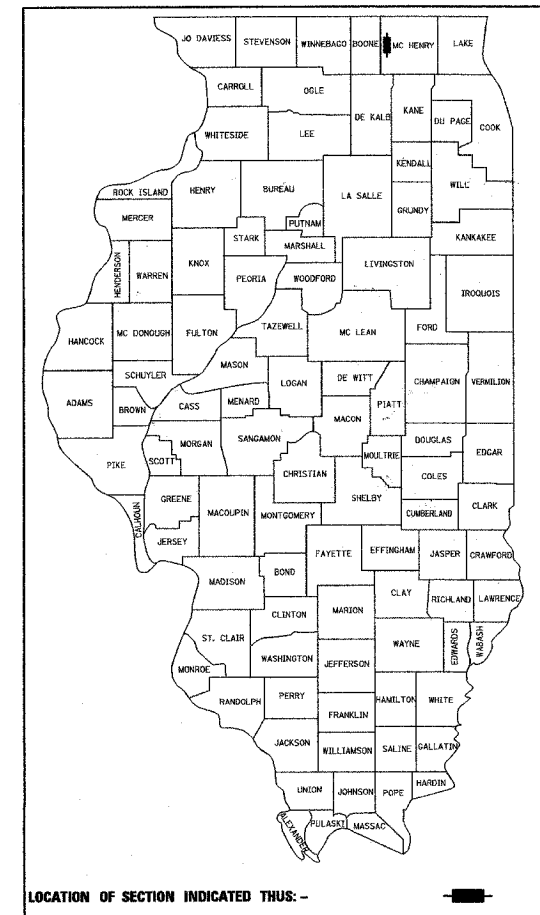 JO DAVIESS STEVENSON WINNEBAGO BOONE MC HENRY LAKE
CARROLL OGLE DE KALB KANE DU PAGE COOK
WHITESIDE LEE KENDALL WILL
ROCK ISLAND HENRY BUREAU LA SALLE GRUNDY
MERCER PUTNAM KANKAKEE
STARK MARSHALL
HENDERSON WARREN KNOX PEORIA WOODFORD LIVINGSTON IROQUOIS
HANCOCK MC DONOUGH FULTON TAZEWELL MC LEAN FORD
MASON
SCHUYLER LOGAN DE WITT CHAMPAIGN VERMILION
ADAMS BROWN CASS MENARD MACON PIATT
MORGAN SANGAMON DOUGLAS EDGAR
PIKE SCOTT CHRISTIAN MOULTRIE COLES
CALHOUN GREENE MACOUPIN MONTGOMERY SHELBY CUMBERLAND CLARK
JERSEY
FAYETTE EFFINGHAM JASPER CRAWFORD
MADISON BOND
CLAY RICHLAND LAWRENCE
CLINTON MARION
ST. CLAIR WAYNE EDWARDS WABASH
WASHINGTON JEFFERSON
MONROE
RANDOLPH PERRY HAMILTON WHITE
FRANKLIN
JACKSON WILLIAMSON SALINE GALLATIN
UNION JOHNSON POPE HARDIN
ALEXANDER PULASKI MASSAC
LOCATION OF SECTION INDICATED THUS: -